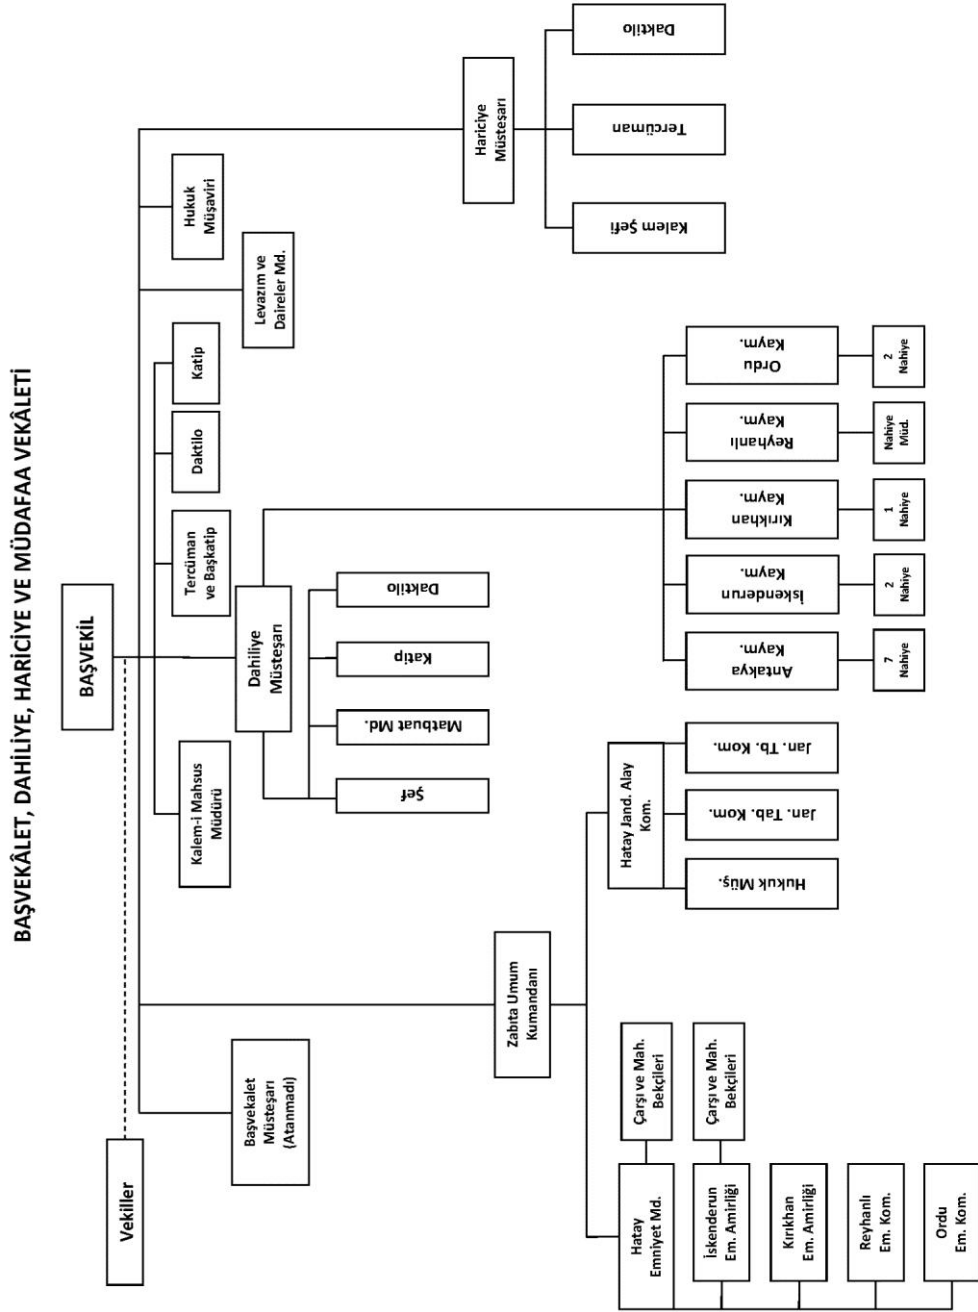 BAŞVEKÂLET, DAHİLİYE, HARİCİYE VE MÜDAFAA VEKÂLETİ
BAŞVEKİL
Vekiller
Başvekalet
Müsteşarı
(Atanmadı)
Kalem-i Mahsus
Müdürü
Tercüman
ve Başkatip
Daktilo
Katip
Levazım ve
Daireler Md.
Hukuk
Müşaviri
Dahiliye
Müsteşarı
Şef
Matbuat Md.
Katip
Daktilo
Hariciye
Müsteşarı
Kalem Şefi
Tercüman
Daktilo
Zabıta Umum
Kumandanı
Hatay
Emniyet Md.
Çarşı ve Mah.
Bekçileri
İskenderun
Em. Amirliği
Çarşı ve Mah.
Bekçileri
Kırıkhan
Em. Amirliği
Reyhanlı
Em. Kom.
Ordu
Em. Kom.
Hatay Jand. Alay
Kom.
Hukuk Müş.
Jan. Tab. Kom.
Jan. Tb. Kom.
Antakya
Kaym.
İskenderun
Kaym.
Kırıkhan
Kaym.
Reyhanlı
Kaym.
Ordu
Kaym.
7
Nahiye
2
Nahiye
1
Nahiye
Nahiye
Müd.
2
Nahiye